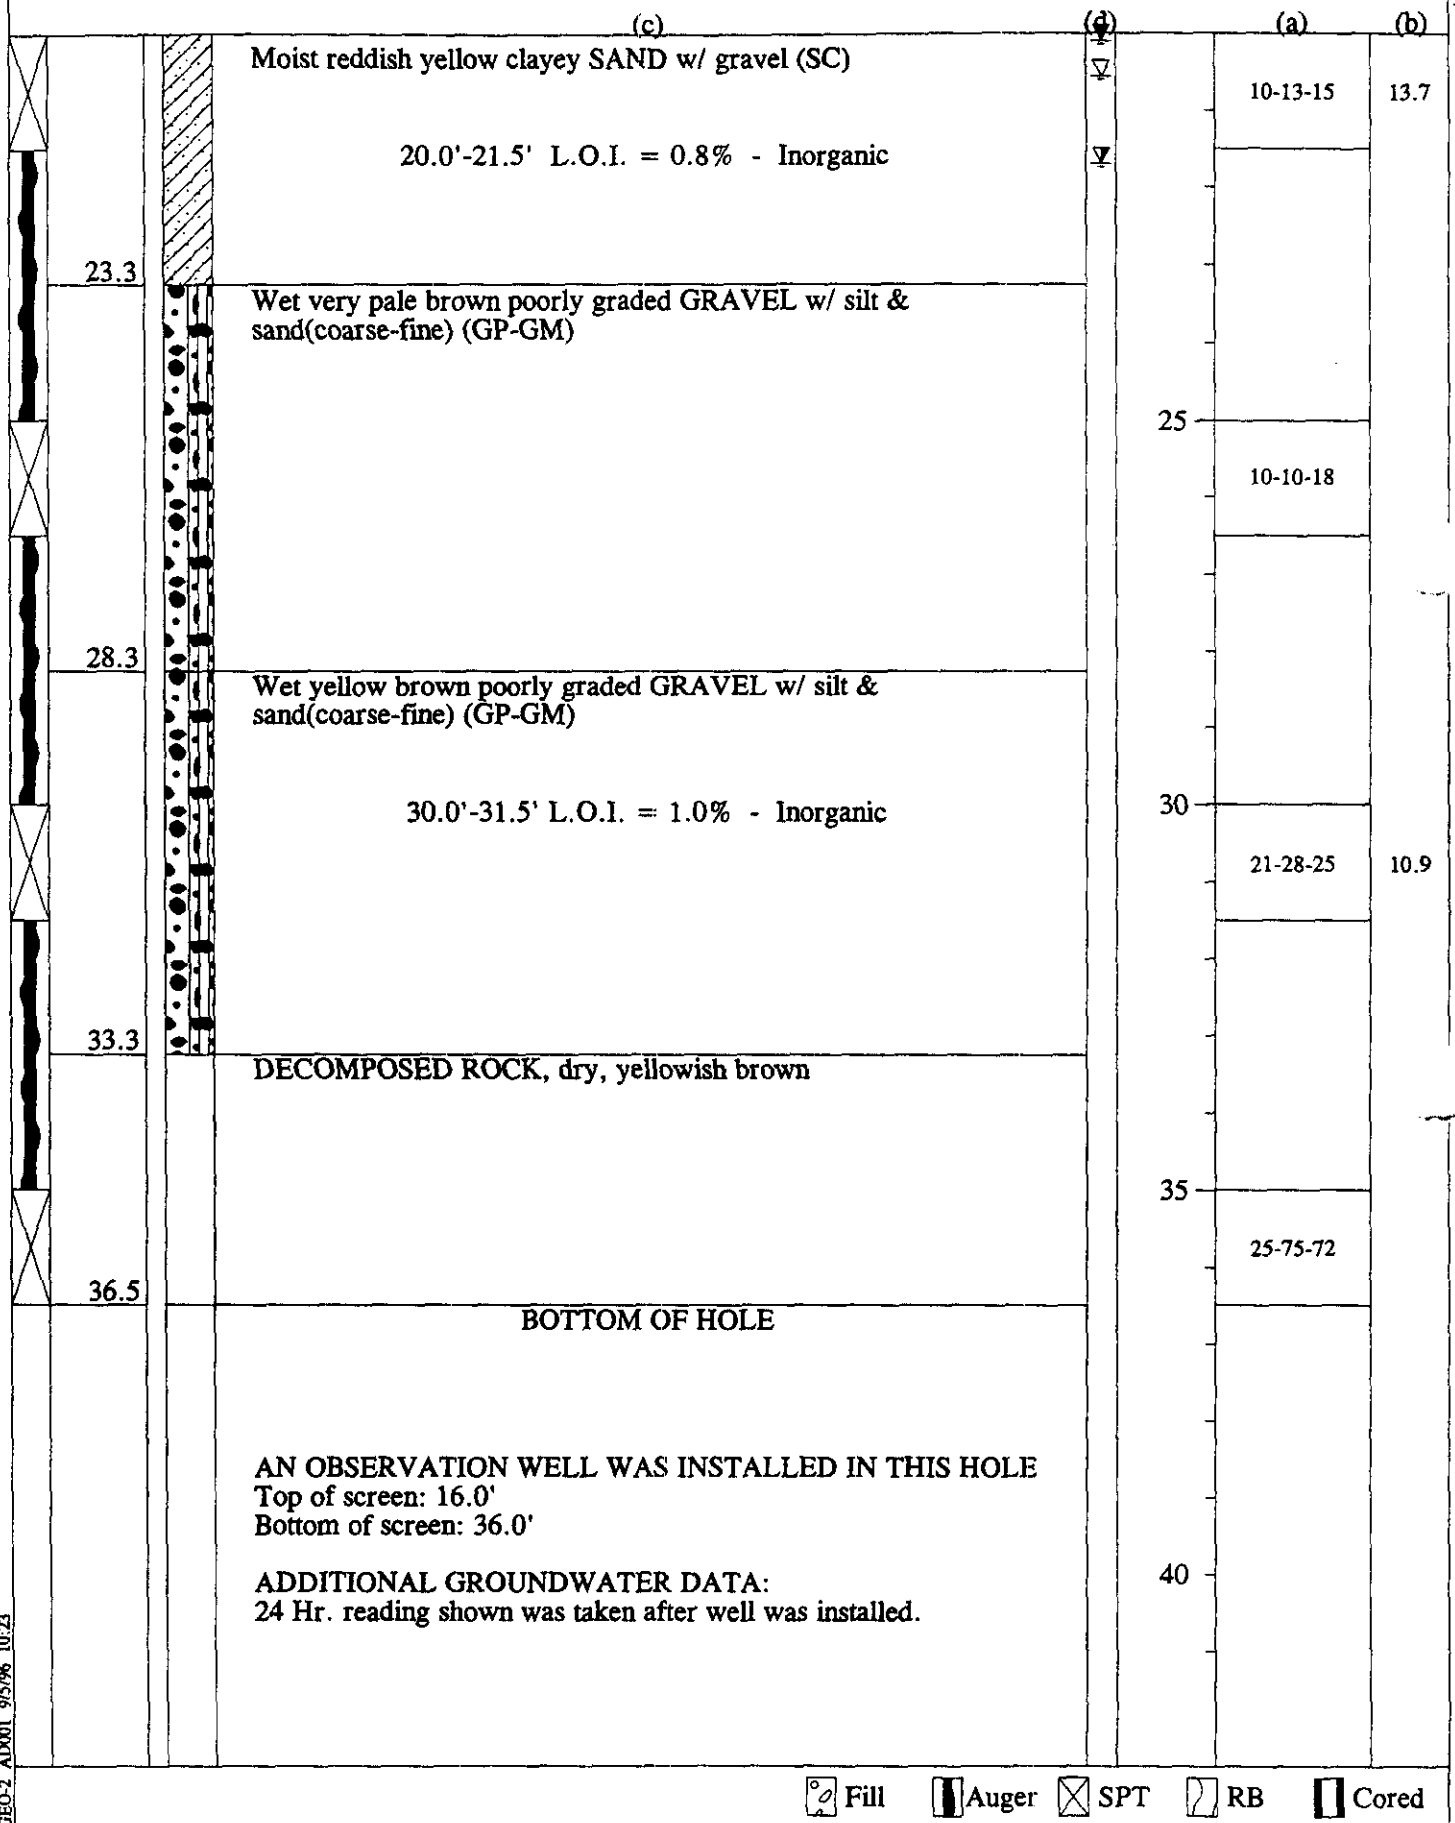 (c) (d) (a) (b)
Moist reddish yellow clayey SAND w/ gravel (SC)
10-13-15 13.7
20.0'-21.5' L.O.I. = 0.8% - Inorganic
23.3
Wet very pale brown poorly graded GRAVEL w/ silt &
sand(coarse-fine) (GP-GM)
25
10-10-18
28.3
Wet yellow brown poorly graded GRAVEL w/ silt &
sand(coarse-fine) (GP-GM)
30.0'-31.5' L.O.I. = 1.0% - Inorganic
30
21-28-25 10.9
33.3
DECOMPOSED ROCK, dry, yellowish brown
35
25-75-72
36.5
BOTTOM OF HOLE
AN OBSERVATION WELL WAS INSTALLED IN THIS HOLE
Top of screen: 16.0'
Bottom of screen: 36.0'
ADDITIONAL GROUNDWATER DATA:
40
24 Hr. reading shown was taken after well was installed.
AD001 9/5/96 10:23
Fill Auger SPT RB Cored